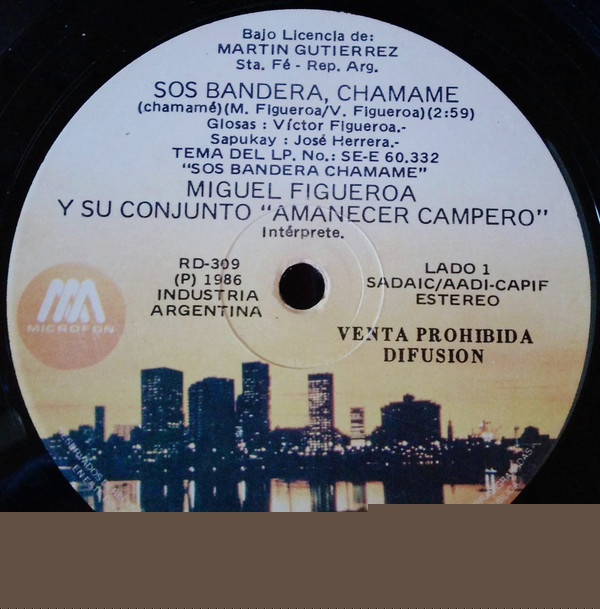 Bajo Licencia de:
MARTIN GUTIERREZ
Sta. Fé - Rep. Arg.
SOS BANDERA, CHAMAME
(chamamé)(M. Figueroa/V. Figueroa)(2:59)
Glosas : Víctor Figueroa.-
Sapukay : José Herrera.-
TEMA DEL LP. No.: SE-E 60.332
"SOS BANDERA CHAMAME"
MIGUEL FIGUEROA
Y SU CONJUNTO "AMANECER CAMPERO"
Intérprete.
RD-309
(P) 1986
INDUSTRIA
ARGENTINA
LADO 1
SADAIC/AADI-CAPIF
ESTEREO
MICROFON
VENTA PROHIBIDA
DIFUSION